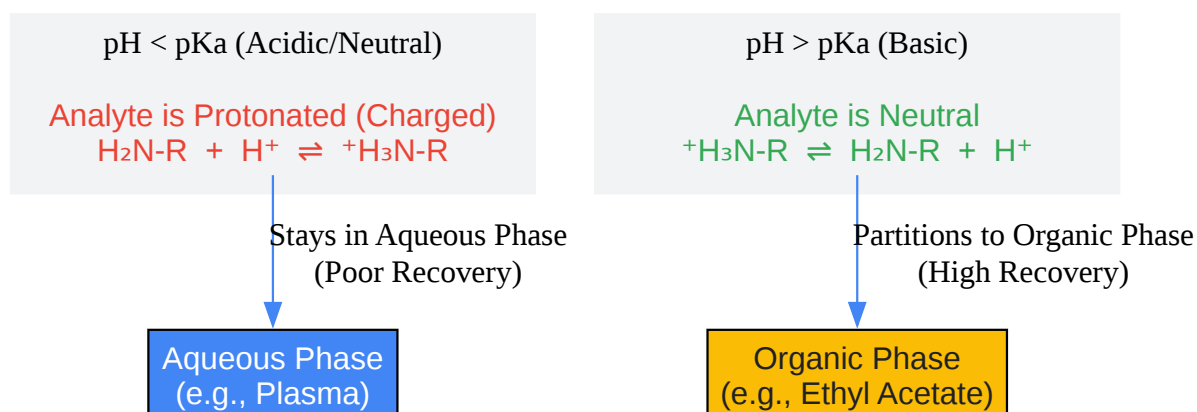 pH < pKa (Acidic/Neutral)
Analyte is Protonated (Charged)
H₂N-R + H⁺ ⇌ ⁺H₃N-R
Stays in Aqueous Phase
(Poor Recovery)
Aqueous Phase
(e.g., Plasma)
pH > pKa (Basic)
Analyte is Neutral
⁺H₃N-R ⇌ H₂N-R + H⁺
Partitions to Organic Phase
(High Recovery)
Organic Phase
(e.g., Ethyl Acetate)